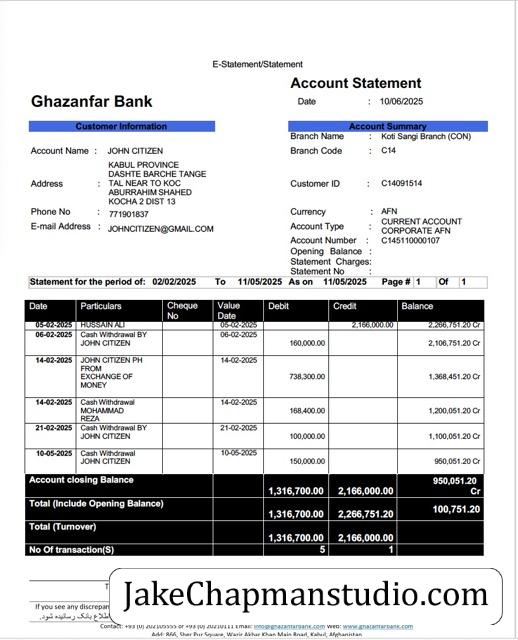 E-Statement/Statement
Account Statement
Ghazanfar Bank
Date : 10/06/2025
Customer Information
Account Name : JOHN CITIZEN
Address : KABUL PROVINCE
DASHTE BARCHE TANGE
TAL NEAR TO KOC
ABURRAHIM SHAHED
KOCHA 2 DIST 13
Phone No : 771901837
E-mail Address : JOHNCITIZEN@GMAIL.COM
Account Summary
Branch Name : Koti Sangi Branch (CON)
Branch Code : C14
Customer ID : C14091514
Currency : AFN
Account Type : CURRENT ACCOUNT
CORPORATE AFN
Account Number : C145110000107
Opening Balance :
Statement Charges:
Statement No :
Statement for the period of: 02/02/2025 To 11/05/2025 As on 11/05/2025 Page # 1 Of 1
Date Particulars Cheque No Value Date Debit Credit Balance
05-02-2025 HUSSAIN ALI 05-02-2025 2,166,000.00 2,266,751.20 Cr
06-02-2025 Cash Withdrawal BY JOHN CITIZEN 06-02-2025 160,000.00 2,106,751.20 Cr
14-02-2025 JOHN CITIZEN PH FROM EXCHANGE OF MONEY 14-02-2025 738,300.00 1,368,451.20 Cr
14-02-2025 Cash Withdrawal MOHAMMAD REZA 14-02-2025 168,400.00 1,200,051.20 Cr
21-02-2025 Cash Withdrawal BY JOHN CITIZEN 21-02-2025 100,000.00 1,100,051.20 Cr
10-05-2025 Cash Withdrawal JOHN CITIZEN 10-05-2025 150,000.00 950,051.20 Cr
Account closing Balance 1,316,700.00 2,166,000.00 950,051.20 Cr
Total (Include Opening Balance) 1,316,700.00 2,266,751.20 100,751.20
Total (Turnover) 1,316,700.00 2,166,000.00
No Of transaction(S) 5 1
If you see any discrepan
اطلاع بانک رسانیده شود.
JakeChapmanstudio.com
Contact: +93 (0) 202105555 or +93 (0) 20210111 Email: info@ghazanfarbank.com Web: www.ghazanfarbank.com
Add: 866, Sher Pur Square, Wazir Akbar Khan Main Road, Kabul, Afghanistan